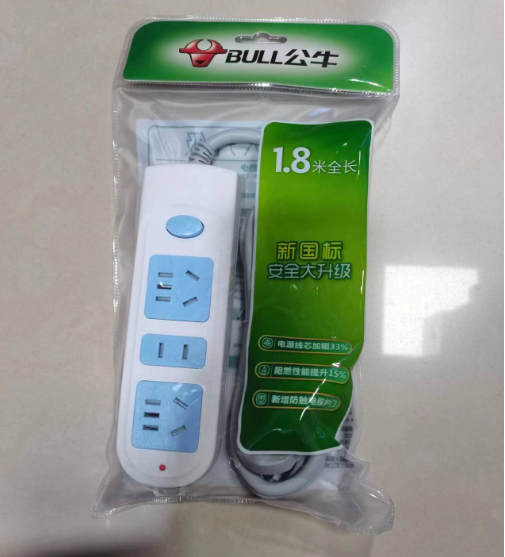 BULL公牛
1.8米全长
新国标
安全大升级
电源线芯加粗33%
阻燃性能提升15%
新增防触电保护门